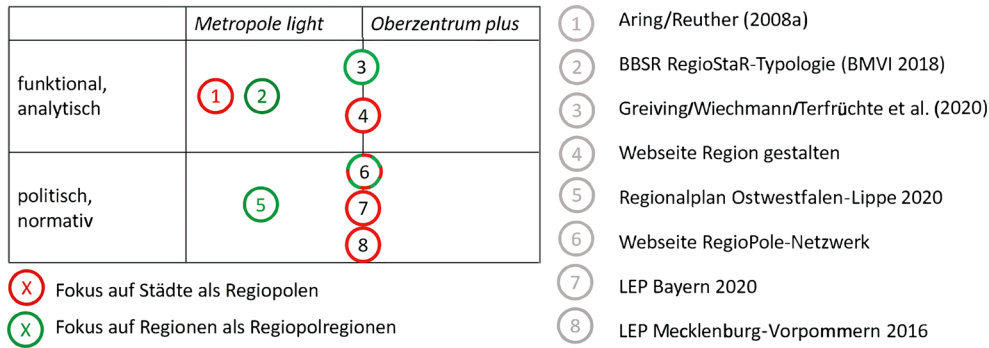 Metropole light
Oberzentrum plus
funktional,
analytisch
1
2
3
4
politisch,
normativ
5
6
7
8
X Fokus auf Städte als Regiopolen
X Fokus auf Regionen als Regiopolregionen
1 Aring/Reuther (2008a)
2 BBSR RegioStaR-Typologie (BMVI 2018)
3 Greiving/Wiechmann/Terfrüchte et al. (2020)
4 Webseite Region gestalten
5 Regionalplan Ostwestfalen-Lippe 2020
6 Webseite RegioPole-Netzwerk
7 LEP Bayern 2020
8 LEP Mecklenburg-Vorpommern 2016